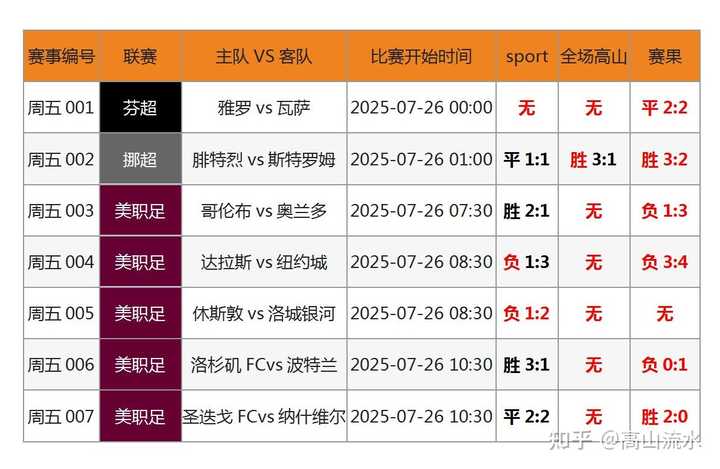 赛事编号 联赛 主队 VS 客队 比赛开始时间 sport 全场高山 赛果
周五 001 芬超 雅罗 vs 瓦萨 2025-07-26 00:00 无 无 平 2:2
周五 002 挪超 腓特烈 vs 斯特罗姆 2025-07-26 01:00 平 1:1 胜 3:1 胜 3:2
周五 003 美职足 哥伦布 vs 奥兰多 2025-07-26 07:30 胜 2:1 无 负 1:3
周五 004 美职足 达拉斯 vs 纽约城 2025-07-26 08:30 负 1:3 无 负 3:4
周五 005 美职足 休斯敦 vs 洛城银河 2025-07-26 08:30 负 1:2 无 无
周五 006 美职足 洛杉矶 FCvs 波特兰 2025-07-26 10:30 胜 3:1 无 负 0:1
周五 007 美职足 圣迭戈 FCvs 纳什维尔 2025-07-26 10:30 平 2:2 无 胜 2:0
知乎 @高山流水